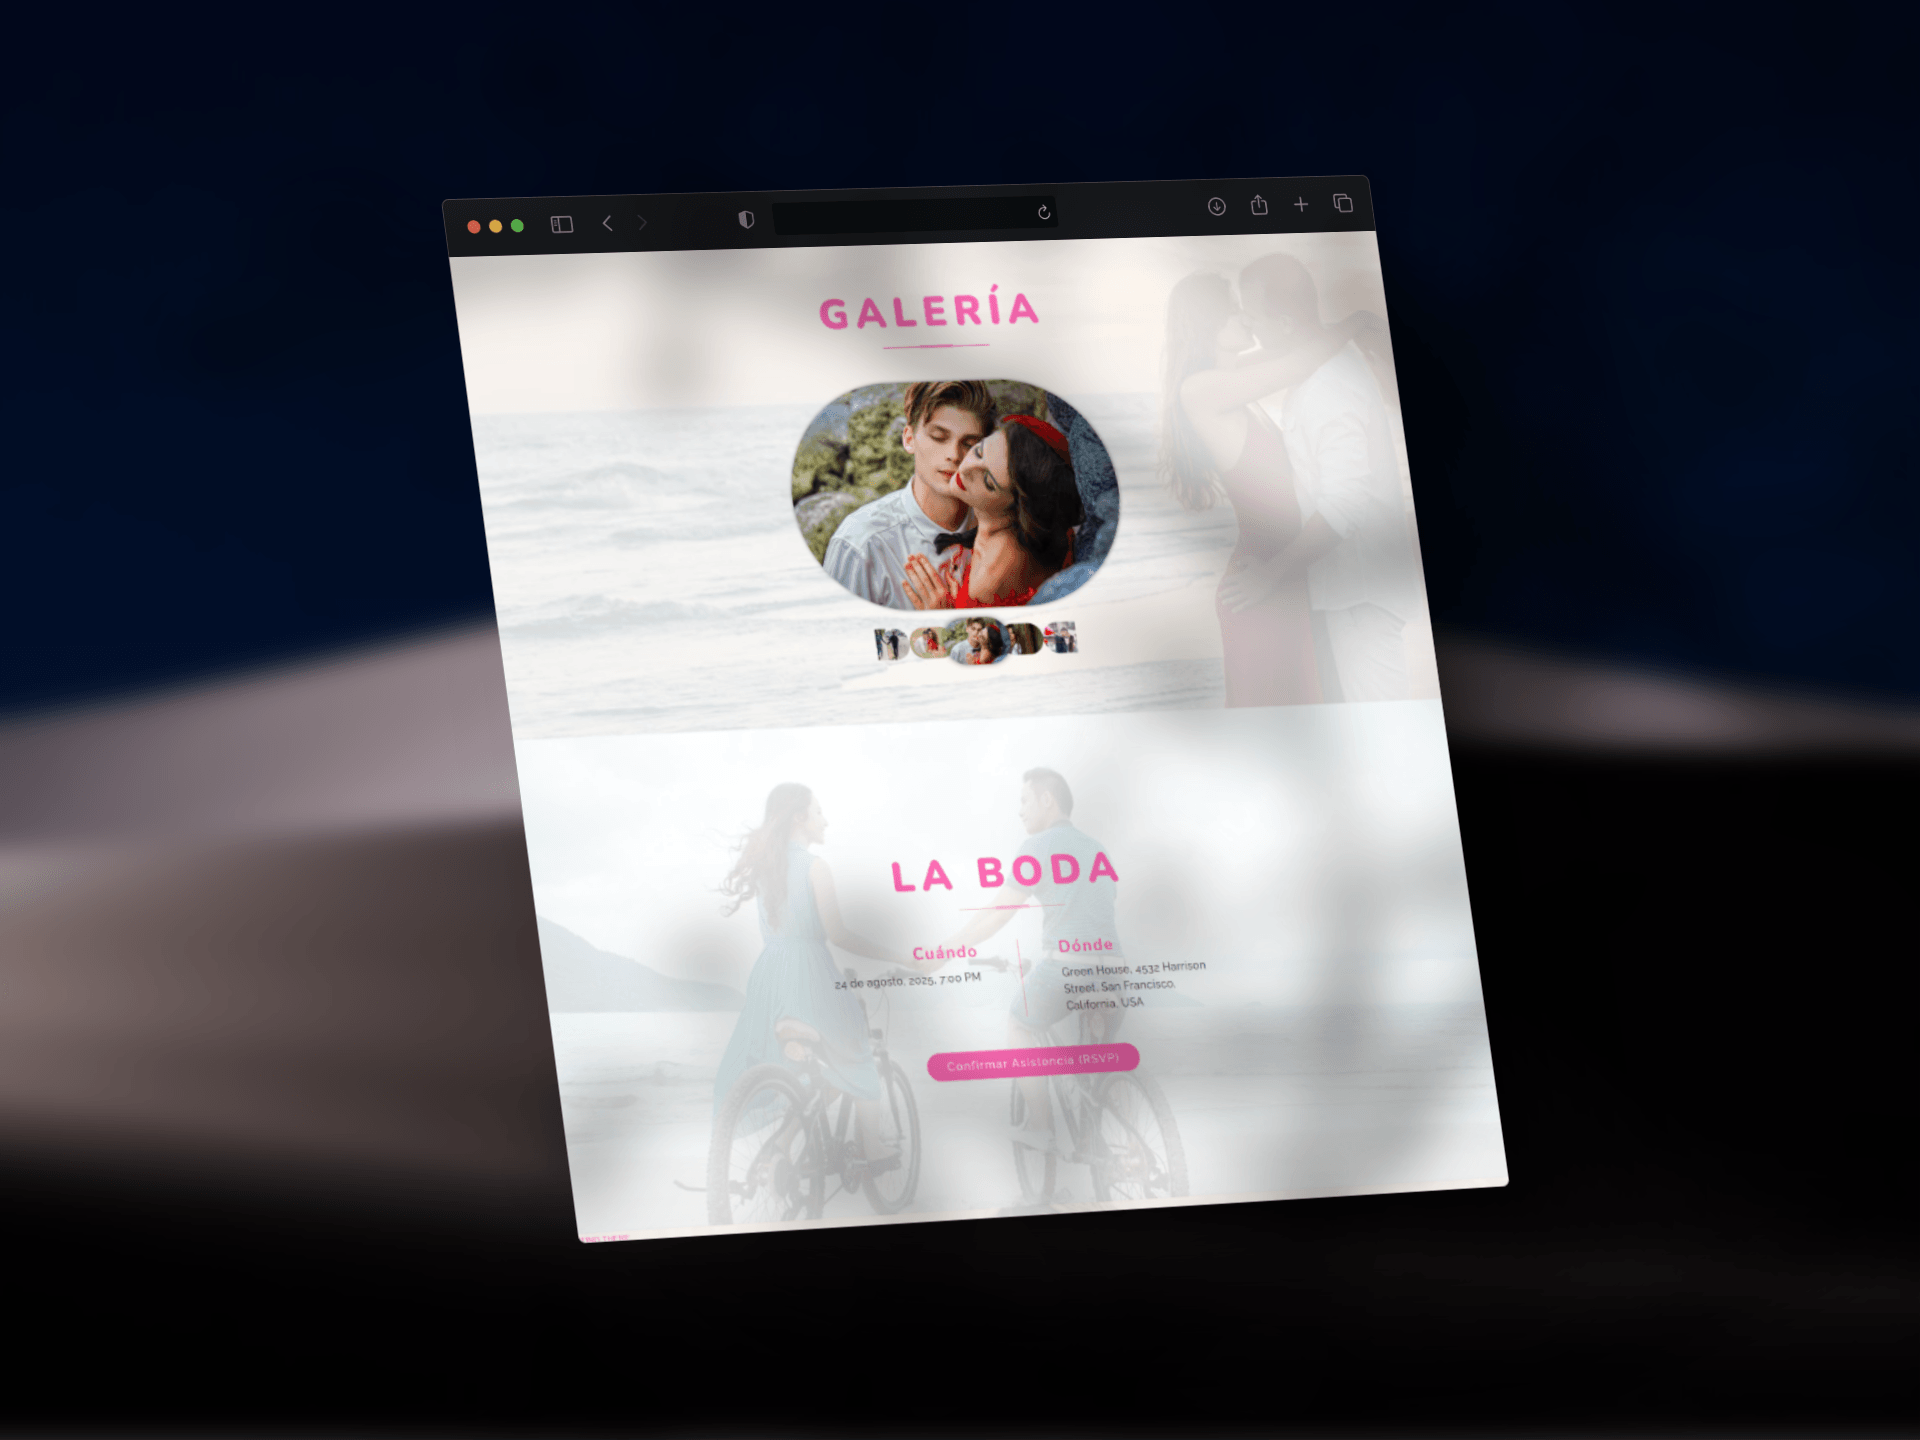 GALERÍA
LA BODA
Cuándo
24 de agosto, 2025, 7:00 PM
Dónde
Green House, 4532 Harrison
Street, San Francisco,
California, USA
Confirmar Asistencia (RSVP)